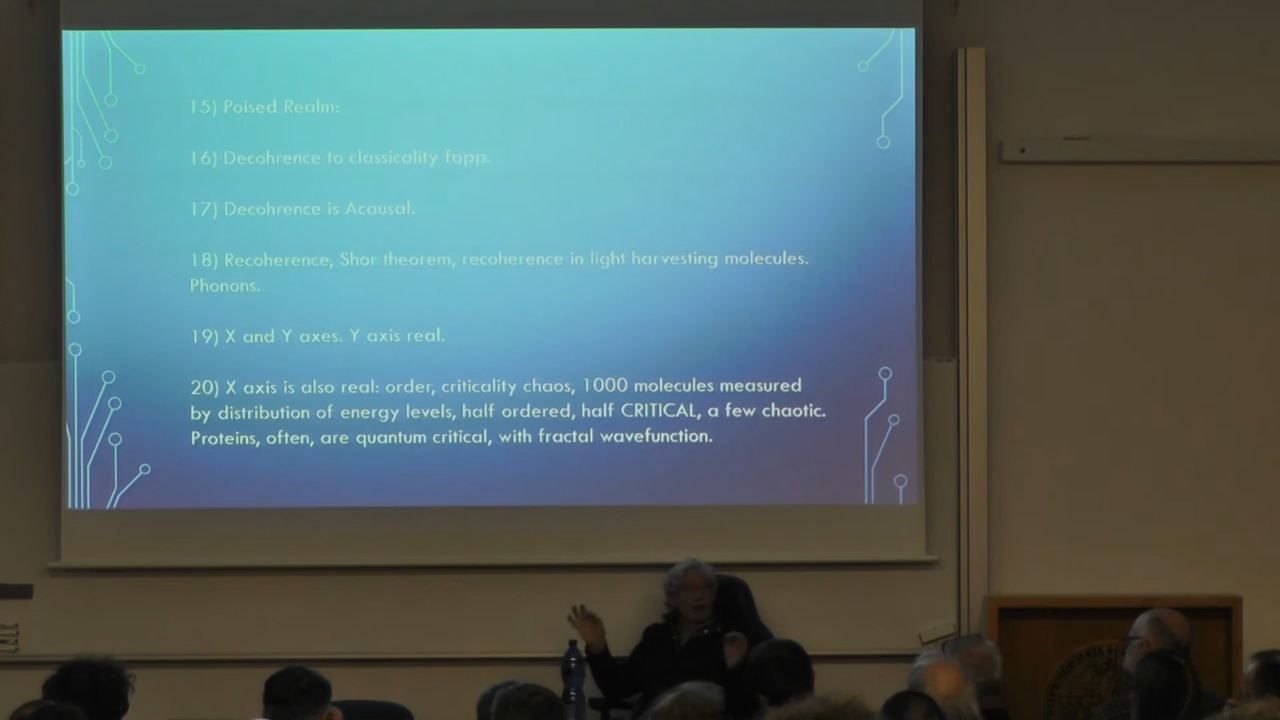 15) Poised Realm:
16) Decohrence to classicality fapp.
17) Decohrence is Acausal.
18) Recoherence, Shor theorem, recoherence in light harvesting molecules.
Phonons.
19) X and Y axes. Y axis real.
20) X axis is also real: order, criticality chaos, 1000 molecules measured
by distribution of energy levels, half ordered, half CRITICAL, a few chaotic.
Proteins, often, are quantum critical, with fractal wavefunction.